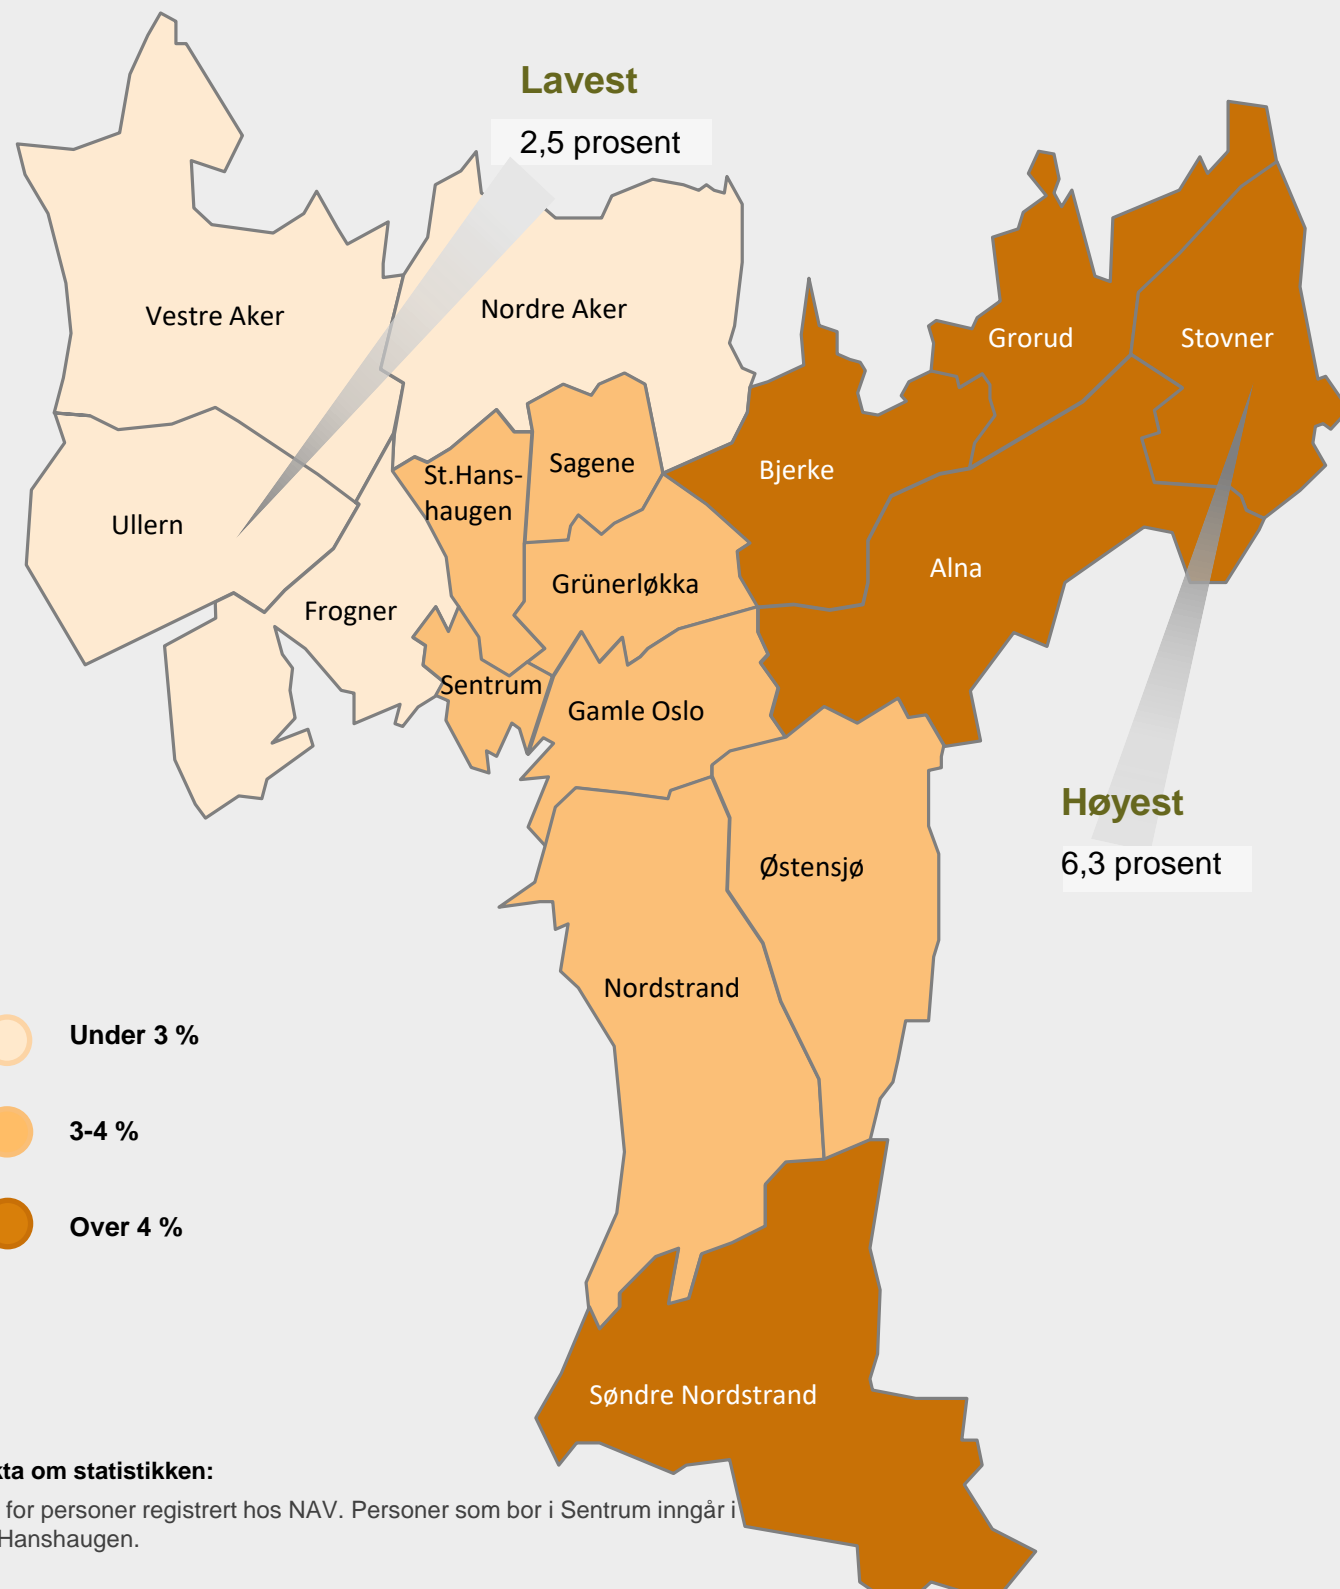 Lavest
2,5 prosent
Vestre Aker
Nordre Aker
Grorud
Stovner
St.Hans-
haugen
Sagene
Bjerke
Ullern
Alna
Grünerløkka
Frogner
Sentrum
Gamle Oslo
Høyest
6,3 prosent
Østensjø
Nordstrand
Under 3 %
3-4 %
Over 4 %
Søndre Nordstrand
om statistikken:
for personer registrert hos NAV. Personer som bor i Sentrum inngår i
Hanshaugen.